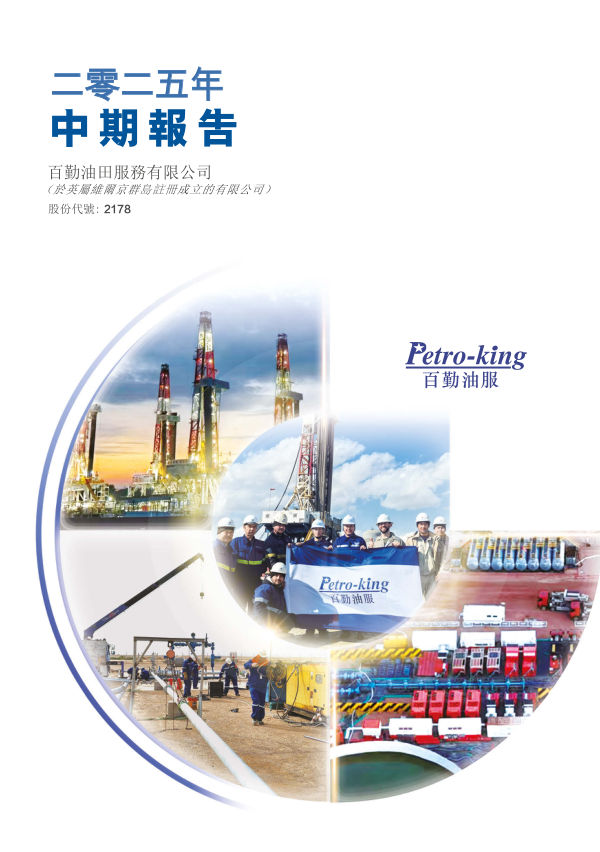 二零二五年
中期報告
百勤油田服務有限公司
（於英屬維爾京群島註冊成立的有限公司）
股份代號: 2178
Petro-king
百勤油服
Petro-king
百勤油服